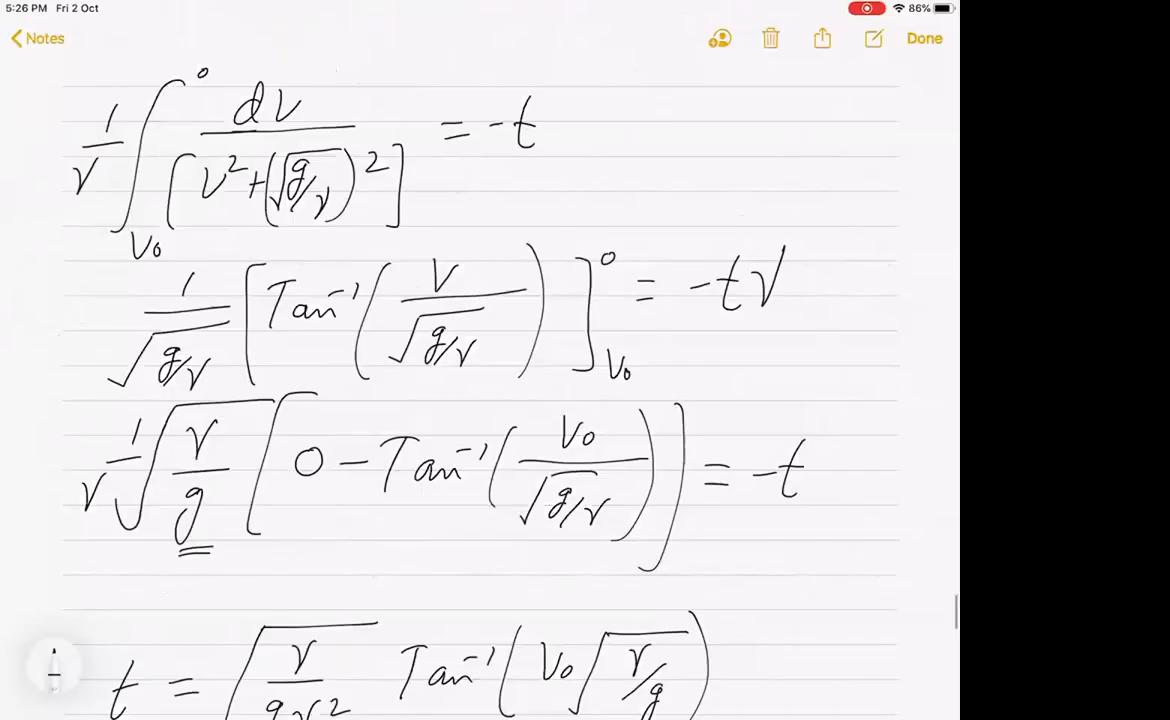 5:26 PM Fri 2 Oct 86%
Notes Done
1/γ ∫_{V₀}^{0} dV / [V² + (√(g/γ))²] = -t
1/√(g/γ) [Tan⁻¹(V / √(g/γ))]_{V₀}^{0} = -tγ
1/γ √(γ/g) [0 - Tan⁻¹(V₀ / √(g/γ))] = -t
t = √(γ/gγ²) Tan⁻¹(V₀ √(γ/g))